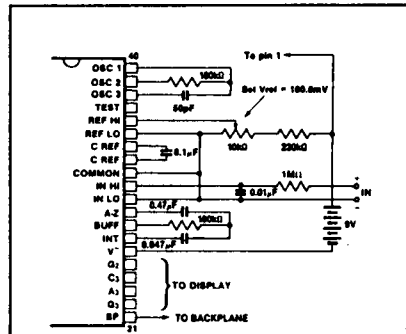 To pin 1
40
OSC 1
OSC 2
180kΩ
OSC 3
50pF
TEST
Set Vref = 100.0mV
REF HI
REF LO
10kΩ
220kΩ
C REF
0.1µF
C REF
COMMON
1MΩ
IN HI
+
0.01µF
IN
IN LO
−
0.47µF
A-Z
BUFF
180kΩ
9V
INT
0.047µF
V−
G2
C3
TO DISPLAY
A3
G3
BP
TO BACKPLANE
21